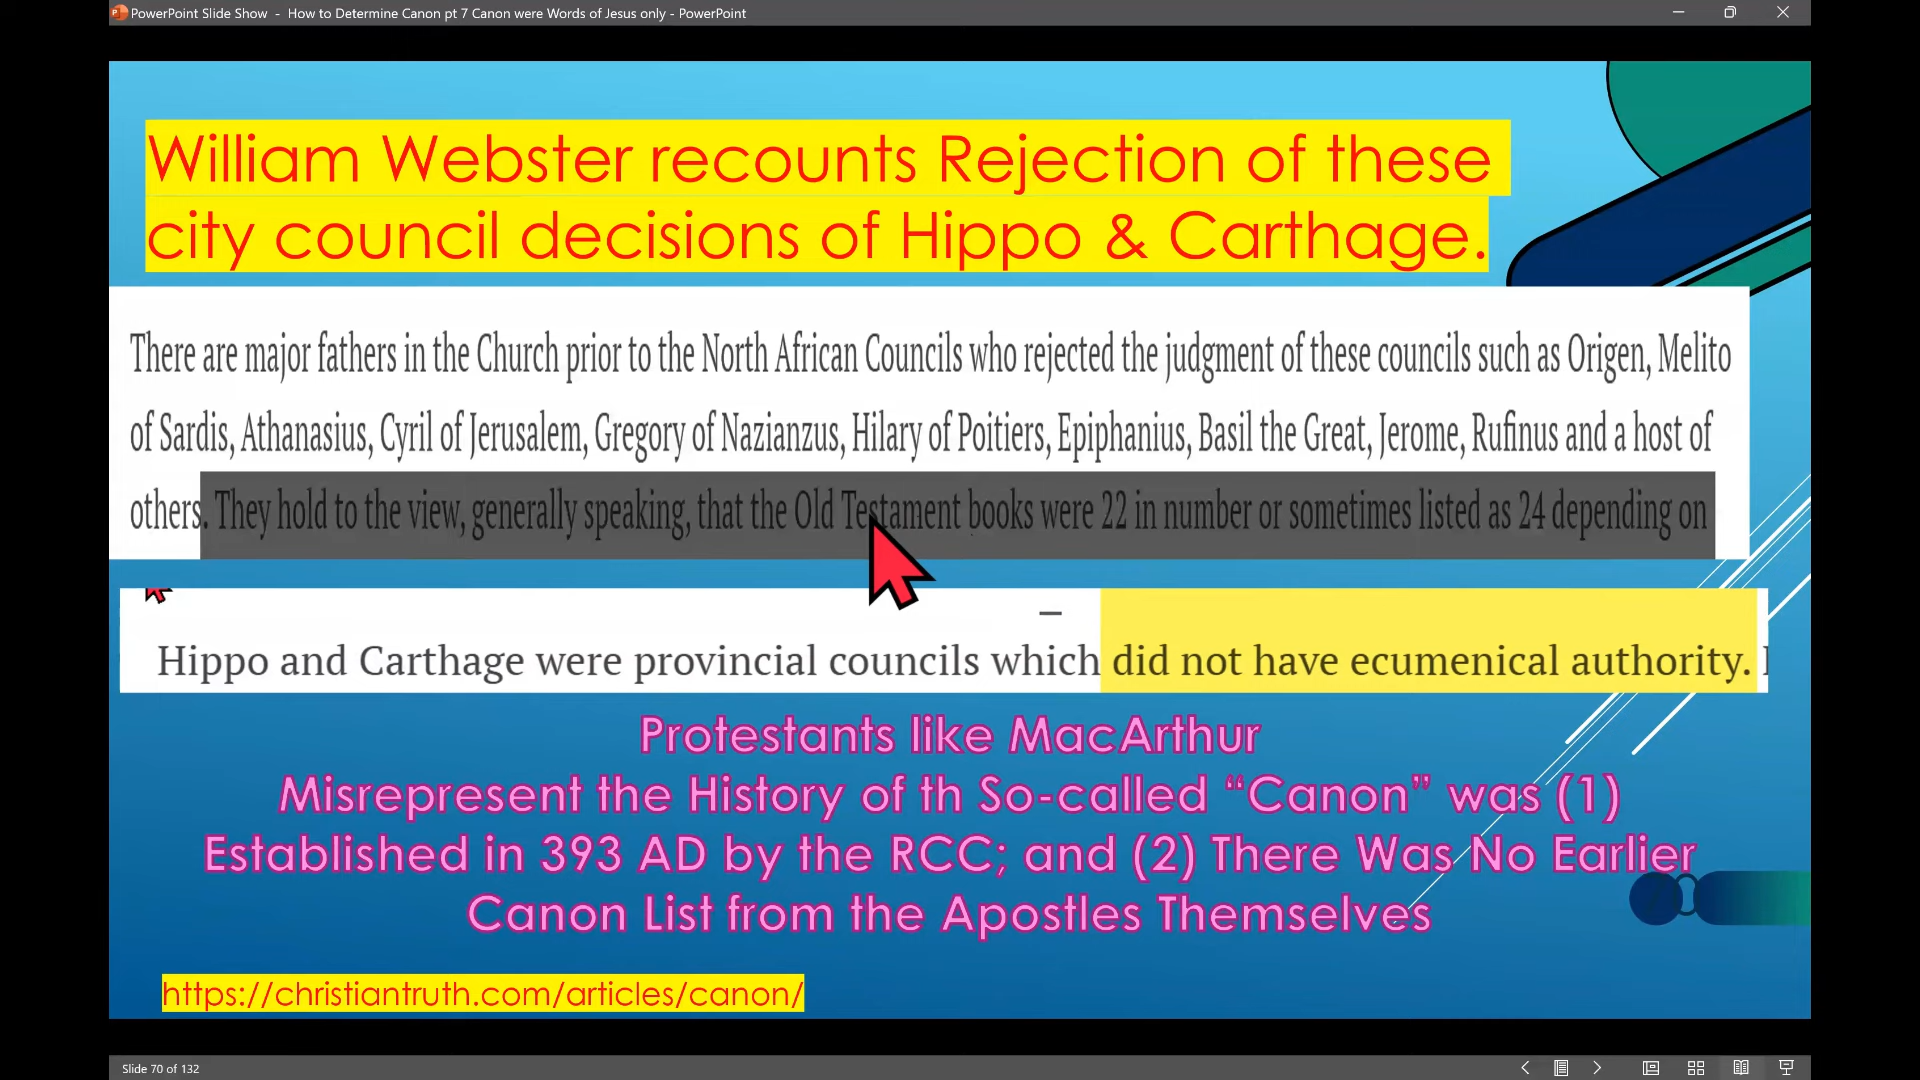 PowerPoint Slide Show - How to Determine Canon pt 7 Canon were Words of Jesus only - PowerPoint
William Webster recounts Rejection of these
city council decisions of Hippo & Carthage.
There are major fathers in the Church prior to the North African Councils who rejected the judgment of these councils such as Origen, Melito
of Sardis, Athanasius, Cyril of Jerusalem, Gregory of Nazianzus, Hilary of Poitiers, Epiphanius, Basil the Great, Jerome, Rufinus and a host of
others. They hold to the view, generally speaking, that the Old Testament books were 22 in number or sometimes listed as 24 depending on
Hippo and Carthage were provincial councils which did not have ecumenical authority.
Protestants like MacArthur
Misrepresent the History of th So-called “Canon” was (1)
Established in 393 AD by the RCC; and (2) There Was No Earlier
Canon List from the Apostles Themselves
https://christiantruth.com/articles/canon/
Slide 70 of 132